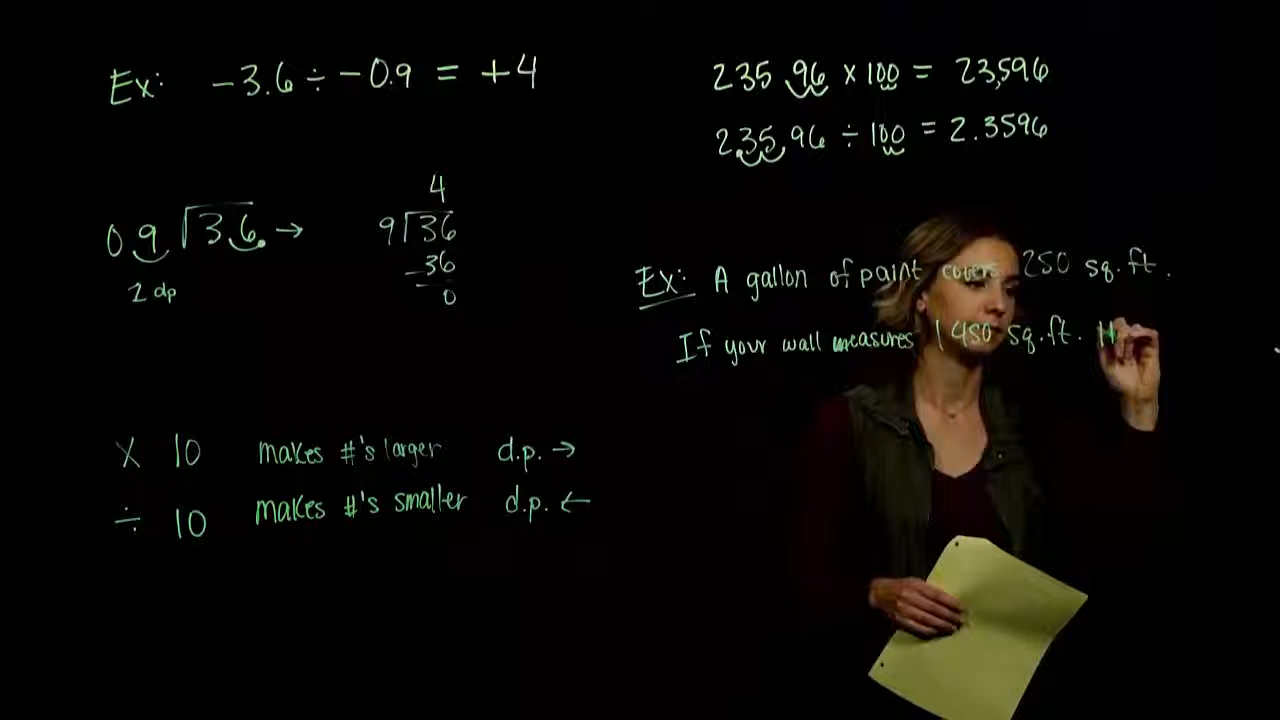 Ex: -3.6 ÷ -0.9 = +4
0.9 √3.6 →
2 dp
4
9 √36
-36
0
X 10 makes #'s larger d.p. →
÷ 10 makes #'s smaller d.p. ←
235.96 x 100 = 23,596
235.96 ÷ 100 = 2.3596
Ex: A gallon of paint covers 250 sq.ft.
If your wall measures 1450 sq.ft. H